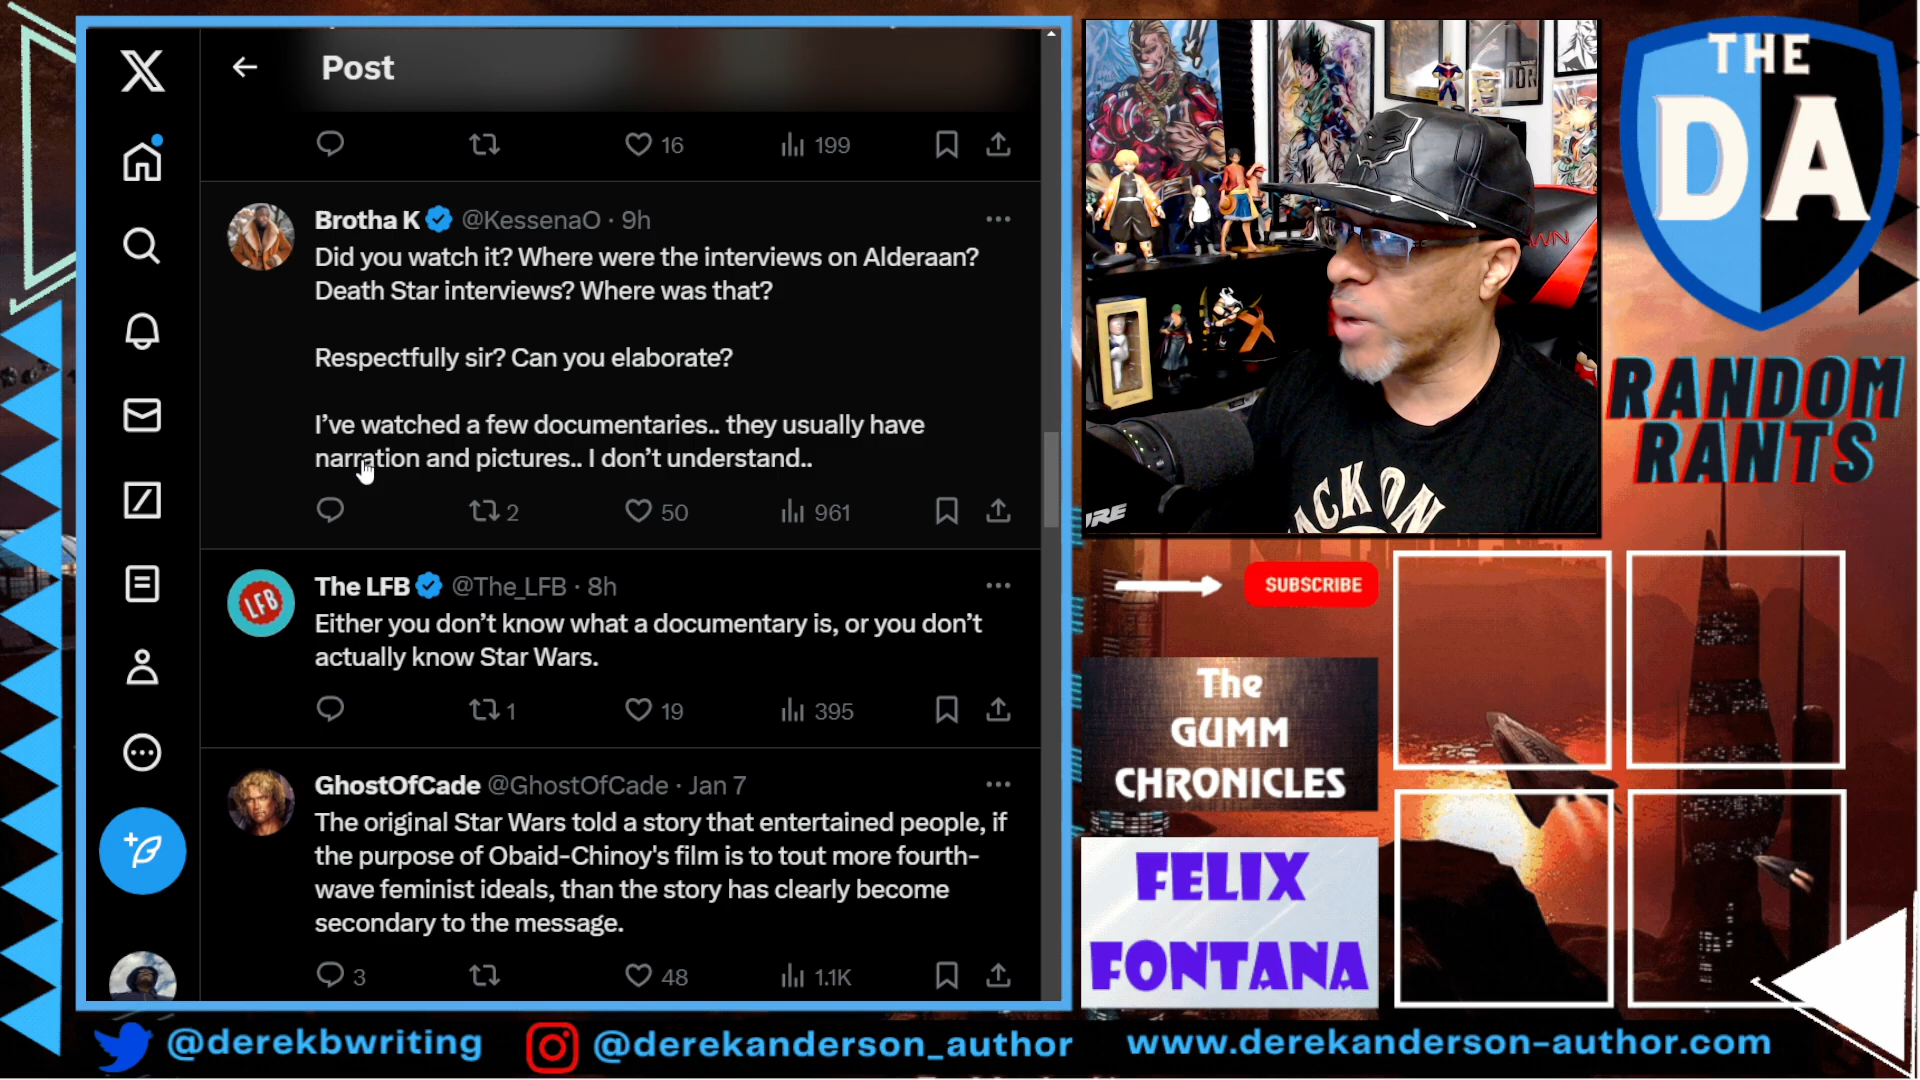 Post
16
199
Brotha K @KessenaO · 9h
Did you watch it? Where were the interviews on Alderaan?
Death Star interviews? Where was that?
Respectfully sir? Can you elaborate?
I've watched a few documentaries.. they usually have
narration and pictures.. I don't understand..
2
50
961
LFB
The LFB @The_LFB · 8h
Either you don't know what a documentary is, or you don't
actually know Star Wars.
1
19
395
GhostOfCade @GhostOfCade · Jan 7
The original Star Wars told a story that entertained people, if
the purpose of Obaid-Chinoy's film is to tout more fourth-
wave feminist ideals, than the story has clearly become
secondary to the message.
3
48
1.1K
THE
DA
RANDOM
RANTS
SUBSCRIBE
The
GUMM
CHRONICLES
FELIX
FONTANA
@derekbwriting
@derekanderson_author
www.derekanderson-author.com